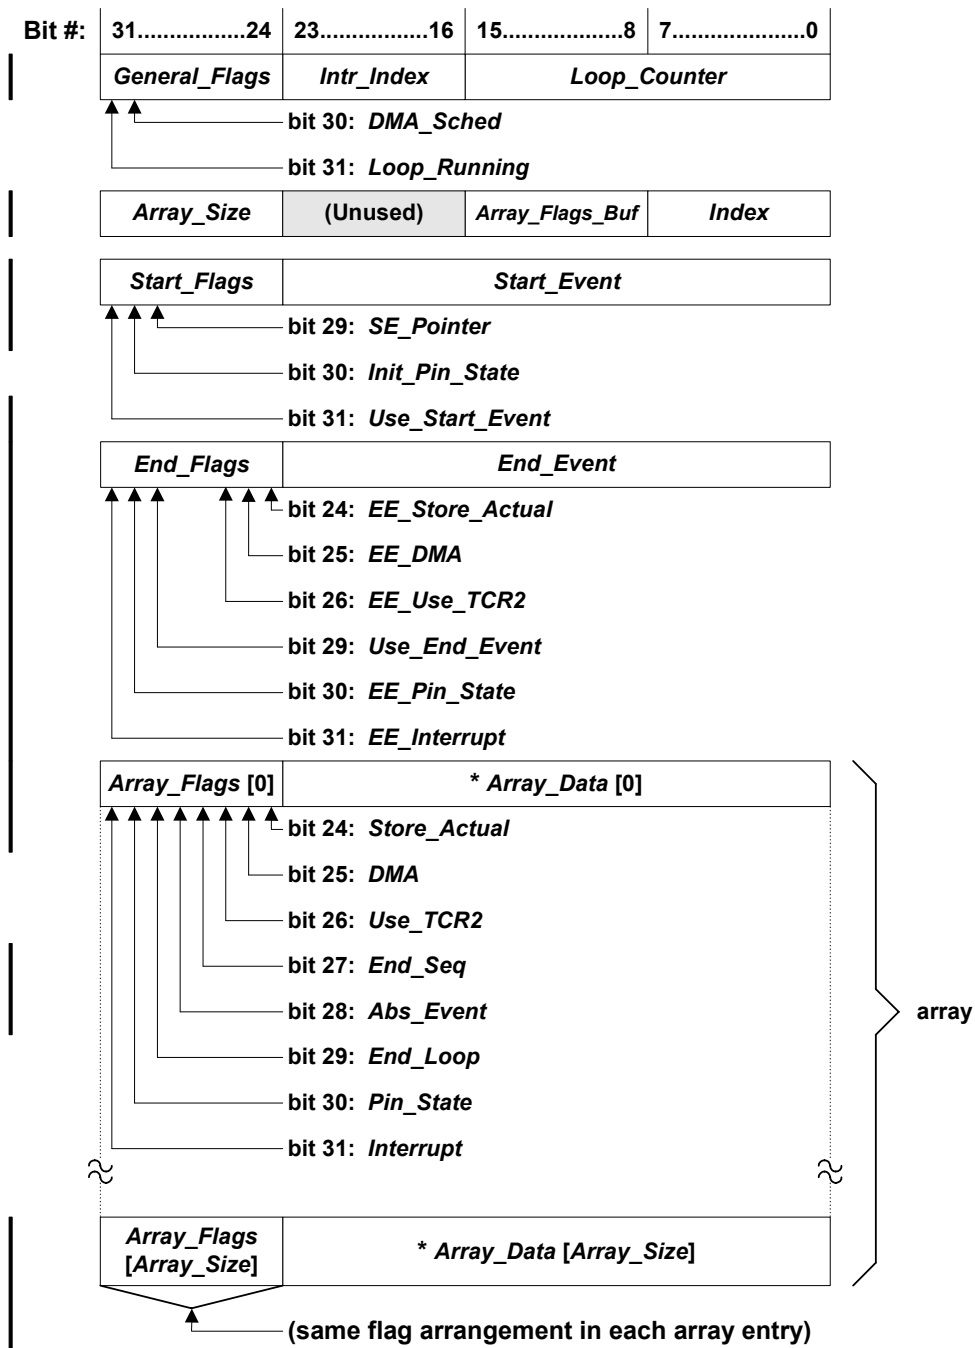 Bit #: 31.................24 23.................16 15...................8 7.....................0
General_Flags Intr_Index Loop_Counter
bit 30: DMA_Sched
bit 31: Loop_Running
Array_Size (Unused) Array_Flags_Buf Index
Start_Flags Start_Event
bit 29: SE_Pointer
bit 30: Init_Pin_State
bit 31: Use_Start_Event
End_Flags End_Event
bit 24: EE_Store_Actual
bit 25: EE_DMA
bit 26: EE_Use_TCR2
bit 29: Use_End_Event
bit 30: EE_Pin_State
bit 31: EE_Interrupt
Array_Flags [0] * Array_Data [0]
bit 24: Store_Actual
bit 25: DMA
bit 26: Use_TCR2
bit 27: End_Seq
bit 28: Abs_Event
array
bit 29: End_Loop
bit 30: Pin_State
bit 31: Interrupt
Array_Flags
[Array_Size]
* Array_Data [Array_Size]
(same flag arrangement in each array entry)